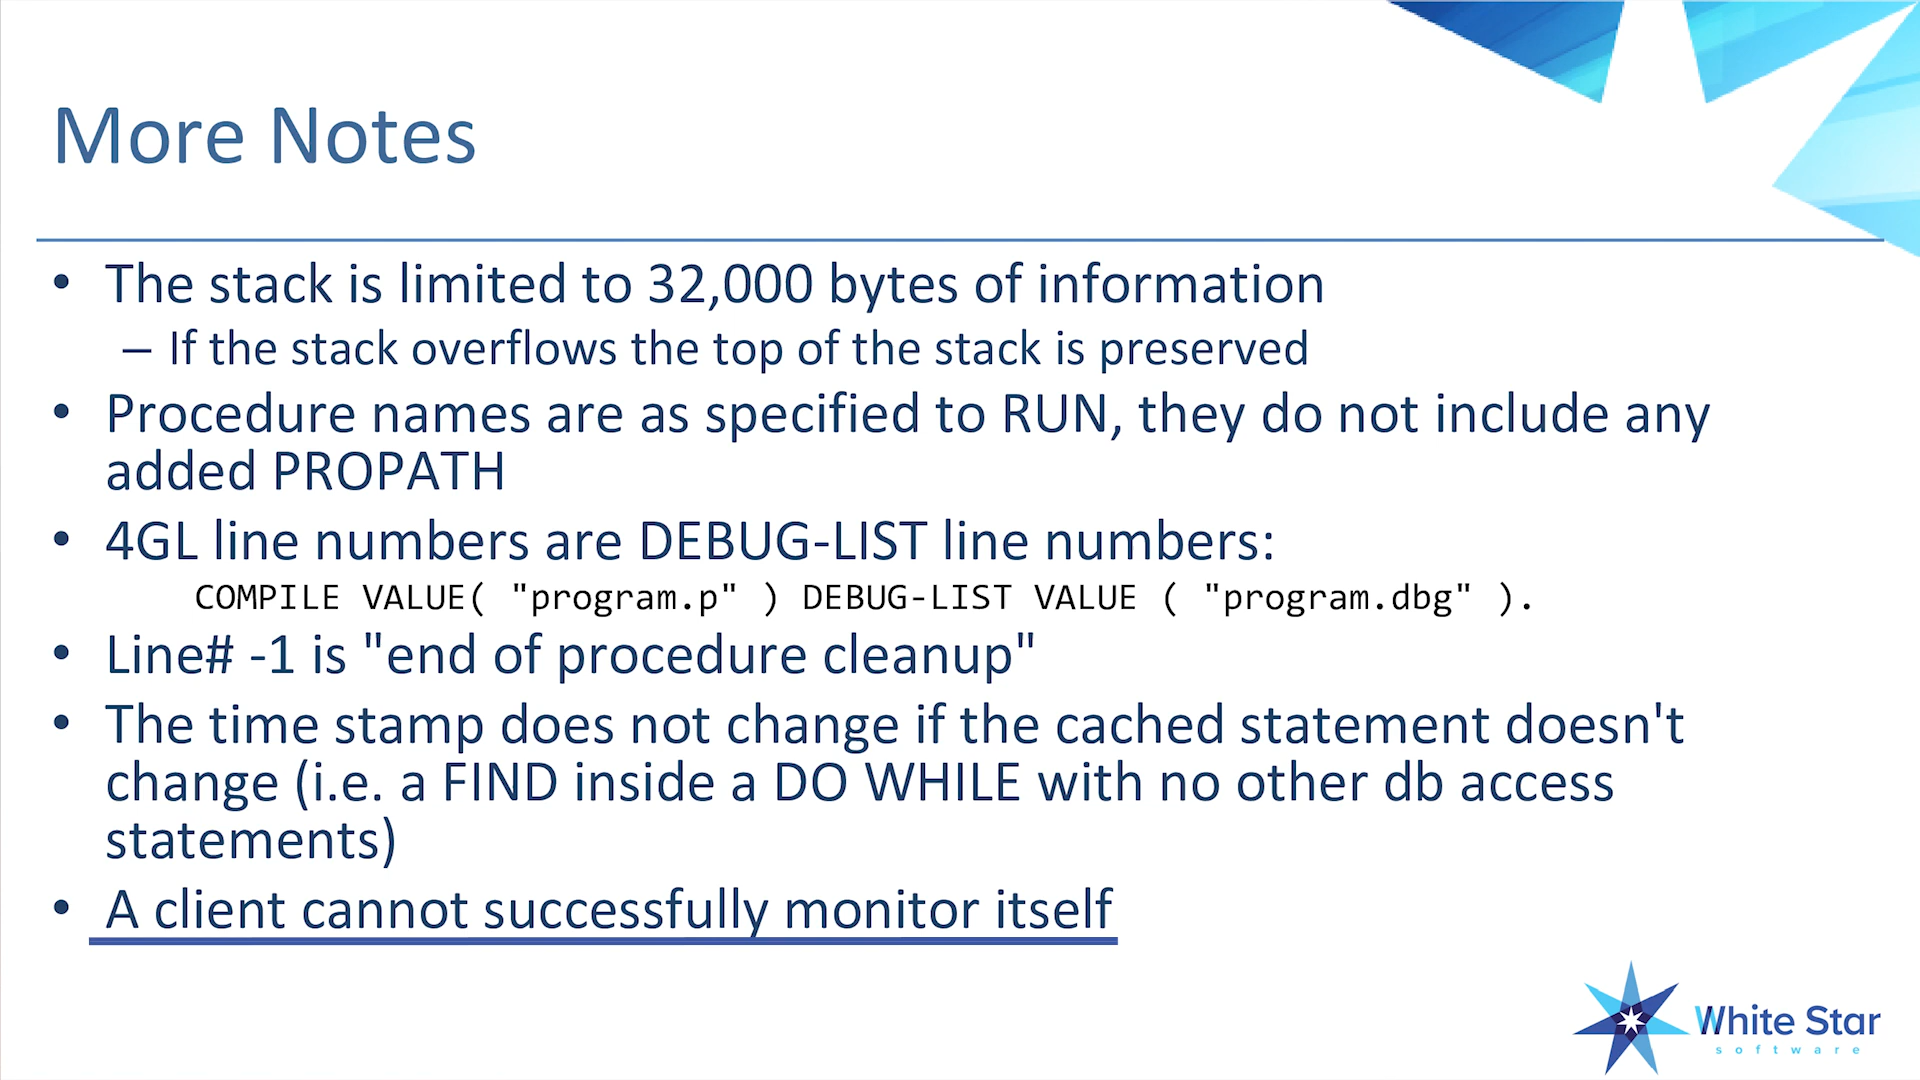 More Notes
• The stack is limited to 32,000 bytes of information
– If the stack overflows the top of the stack is preserved
• Procedure names are as specified to RUN, they do not include any
added PROPATH
• 4GL line numbers are DEBUG-LIST line numbers:
COMPILE VALUE( "program.p" ) DEBUG-LIST VALUE ( "program.dbg" ).
• Line# -1 is "end of procedure cleanup"
• The time stamp does not change if the cached statement doesn't
change (i.e. a FIND inside a DO WHILE with no other db access
statements)
• A client cannot successfully monitor itself
White Star
software